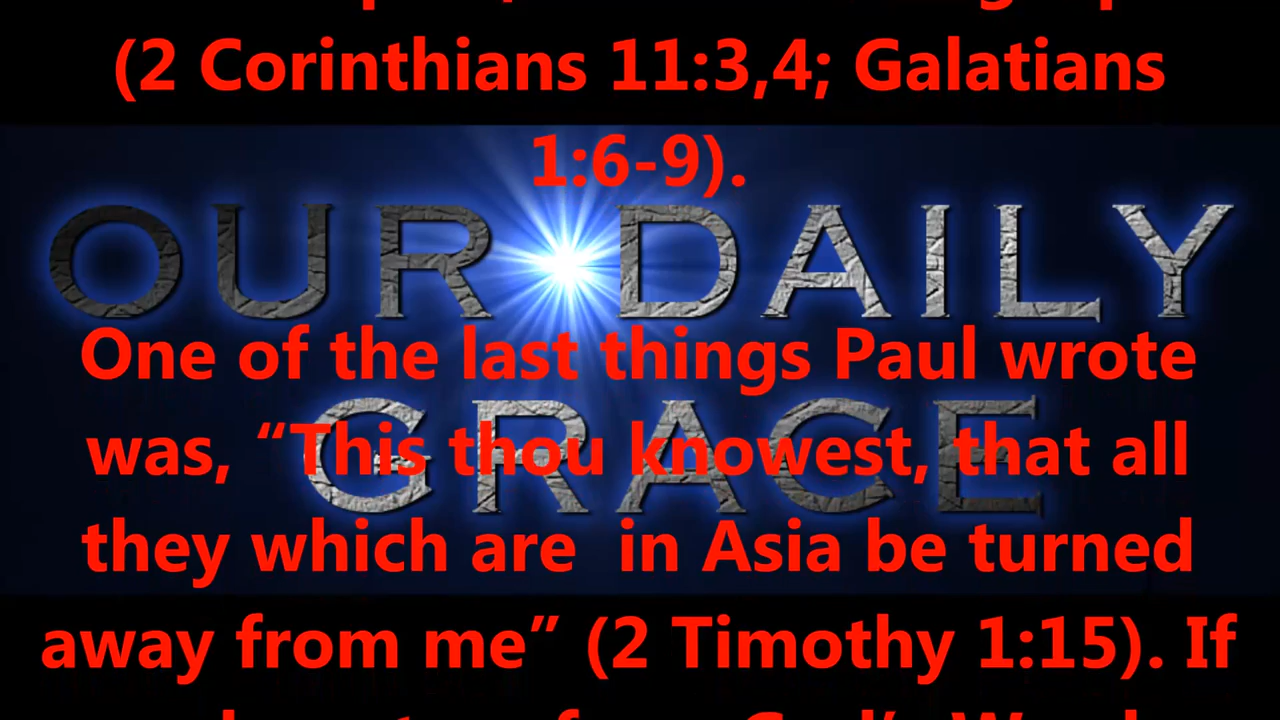 (2 Corinthians 11:3,4; Galatians
1:6-9).
OUR DAILY
One of the last things Paul wrote
GRACE
was, “This thou knowest, that all
they which are  in Asia be turned
away from me” (2 Timothy 1:15). If